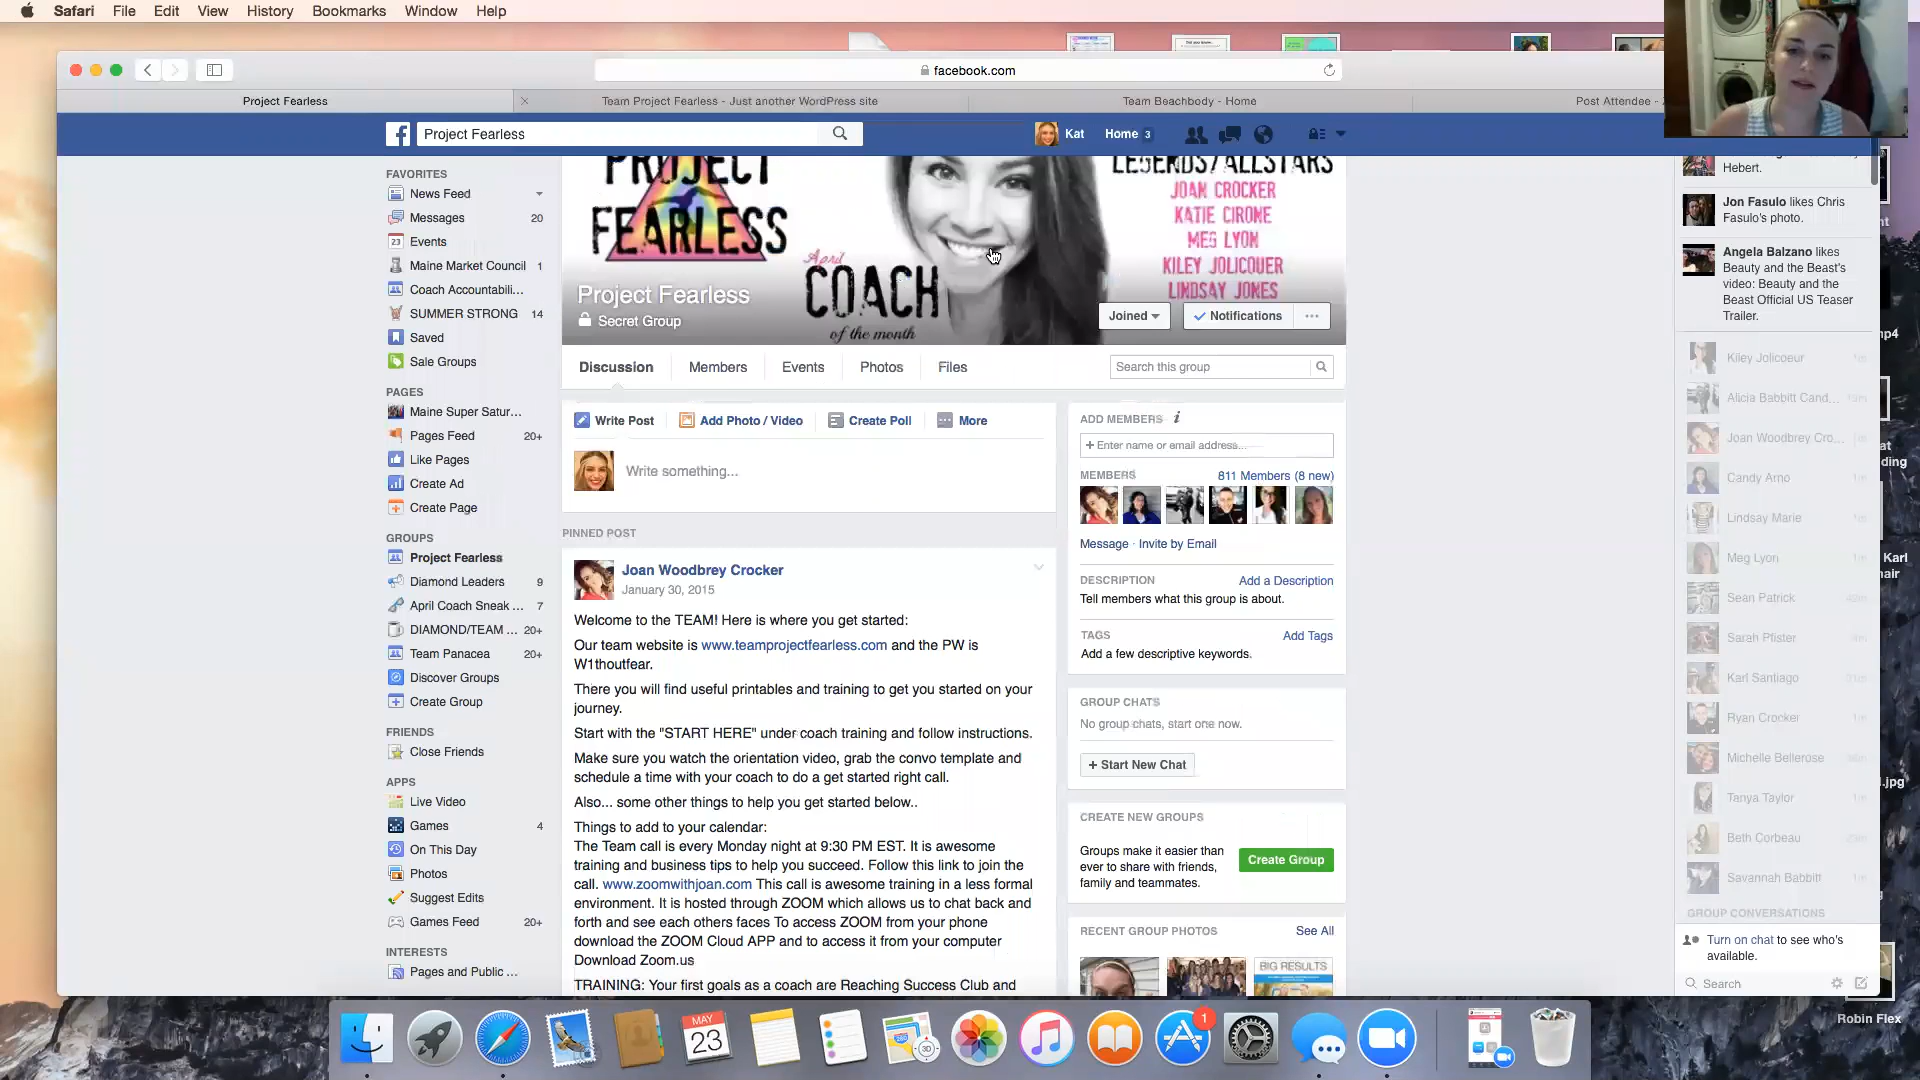 Safari File Edit View History Bookmarks Window Help
facebook.com
Project Fearless
Team Project Fearless - Just another WordPress site
Team Beachbody - Home
Post Attendee -
Project Fearless
Kat Home 3
FAVORITES
News Feed
Messages 20
Events
Maine Market Council 1
Coach Accountabili...
SUMMER STRONG 14
Saved
Sale Groups
PAGES
Maine Super Satur...
Pages Feed 20+
Like Pages
Create Ad
Create Page
GROUPS
Project Fearless
Diamond Leaders 9
April Coach Sneak ... 7
DIAMOND/TEAM ... 20+
Team Panacea 20+
Discover Groups
Create Group
FRIENDS
Close Friends
APPS
Live Video
Games 4
On This Day
Photos
Suggest Edits
Games Feed 20+
INTERESTS
Pages and Public ...
PROJECT
FEARLESS
April
COACH
of the month
LEGENDS/ALLSTARS
JOAN CROCKER
KATIE CIRONE
MEG LYON
KILEY JOLICOUER
LINDSAY JONES
Project Fearless
Secret Group
Joined
Notifications
Discussion Members Events Photos Files
Search this group
Write Post Add Photo / Video Create Poll More
Write something...
PINNED POST
Joan Woodbrey Crocker
January 30, 2015
Welcome to the TEAM! Here is where you get started:
Our team website is www.teamprojectfearless.com and the PW is
W1thoutfear.
There you will find useful printables and training to get you started on your
journey.
Start with the "START HERE" under coach training and follow instructions.
Make sure you watch the orientation video, grab the convo template and
schedule a time with your coach to do a get started right call.
Also... some other things to help you get started below..
Things to add to your calendar:
The Team call is every Monday night at 9:30 PM EST. It is awesome
training and business tips to help you succeed. Follow this link to join the
call. www.zoomwithjoan.com This call is awesome training in a less formal
environment. It is hosted through ZOOM which allows us to chat back and
forth and see each others faces To access ZOOM from your phone
download the ZOOM Cloud APP and to access it from your computer
Download Zoom.us
TRAINING: Your first goals as a coach are Reaching Success Club and
ADD MEMBERS i
+ Enter name or email address...
MEMBERS 811 Members (8 new)
Message · Invite by Email
DESCRIPTION Add a Description
Tell members what this group is about.
TAGS Add Tags
Add a few descriptive keywords.
GROUP CHATS
No group chats, start one now.
+ Start New Chat
CREATE NEW GROUPS
Groups make it easier than
ever to share with friends,
family and teammates.
Create Group
RECENT GROUP PHOTOS See All
BIG RESULTS
Hebert.
Jon Fasulo likes Chris
Fasulo's photo.
Angela Balzano likes
Beauty and the Beast's
video: Beauty and the
Beast Official US Teaser
Trailer.
Kiley Jolicoeur
Alicia Babbitt Cand...
Joan Woodbrey Cro...
Candy Arno
Lindsay Marie
Meg Lyon
Sean Patrick
Sarah Pfister
Karl Santiago
Ryan Crocker
Michelle Bellerose
Tanya Taylor
Beth Corbeau
Savannah Babbitt
GROUP CONVERSATIONS
Turn on chat to see who's
available.
Search
Karl
.jpg
Robin Flex
MAY
23
1